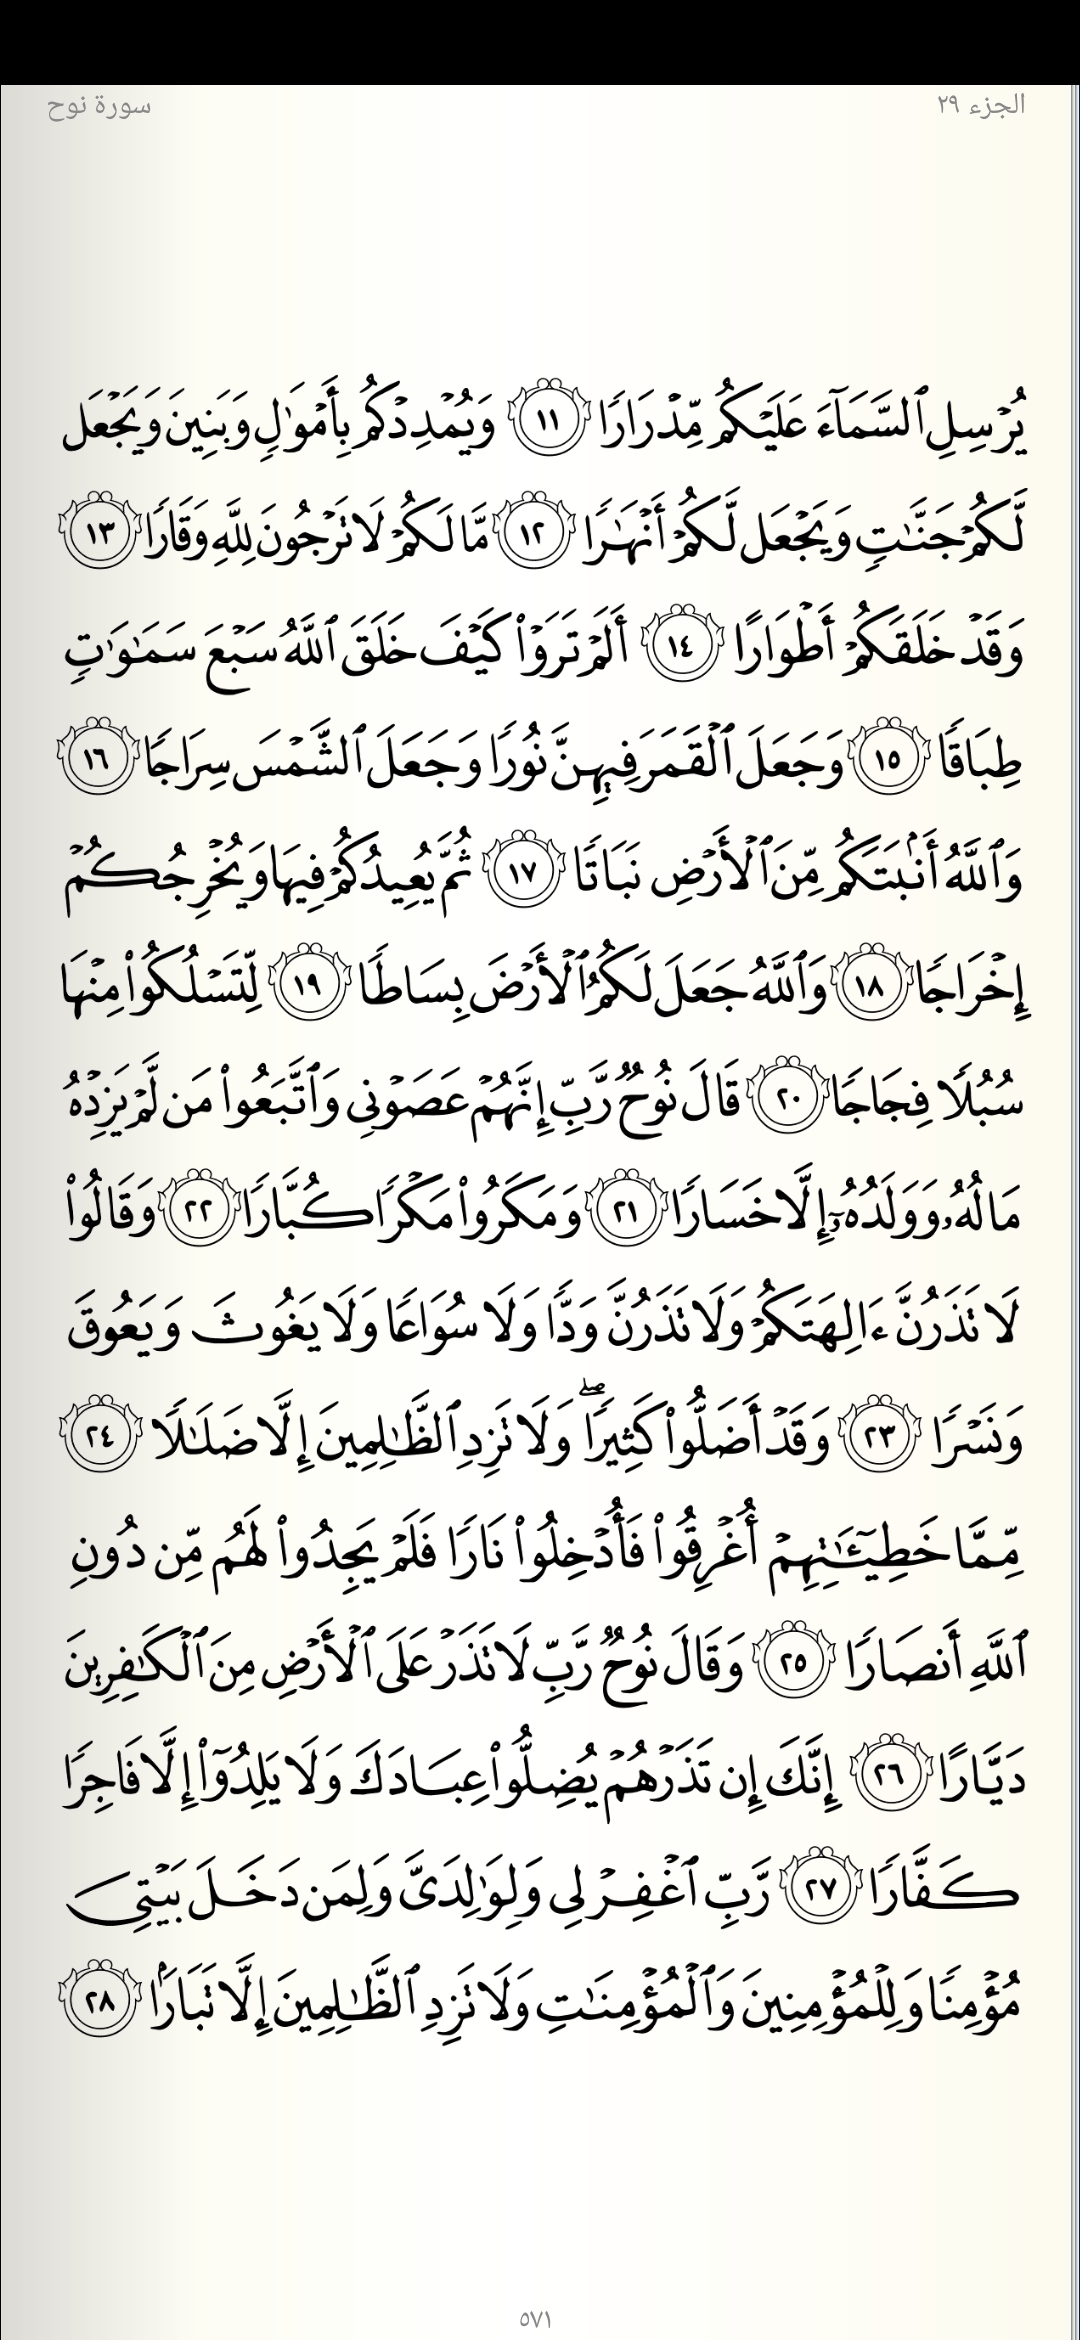 الجزء ٢٩
سورة نوح
يُرْسِلِ ٱلسَّمَآءَ عَلَيْكُم مِّدْرَارًا ١١ وَيُمْدِدْكُم بِأَمْوَٰلٍ وَبَنِينَ وَيَجْعَل
لَّكُمْ جَنَّٰتٍ وَيَجْعَل لَّكُمْ أَنْهَٰرًا ١٢ مَّا لَكُمْ لَا تَرْجُونَ لِلَّهِ وَقَارًا ١٣
وَقَدْ خَلَقَكُمْ أَطْوَارًا ١٤ أَلَمْ تَرَوْا۟ كَيْفَ خَلَقَ ٱللَّهُ سَبْعَ سَمَٰوَٰتٍ
طِبَاقًا ١٥ وَجَعَلَ ٱلْقَمَرَ فِيهِنَّ نُورًا وَجَعَلَ ٱلشَّمْسَ سِرَاجًا ١٦
وَٱللَّهُ أَنۢبَتَكُم مِّنَ ٱلْأَرْضِ نَبَاتًا ١٧ ثُمَّ يُعِيدُكُمْ فِيهَا وَيُخْرِجُكُمْ
إِخْرَاجًا ١٨ وَٱللَّهُ جَعَلَ لَكُمُ ٱلْأَرْضَ بِسَاطًا ١٩ لِّتَسْلُكُوا۟ مِنْهَا
سُبُلًا فِجَاجًا ٢٠ قَالَ نُوحٌ رَّبِّ إِنَّهُمْ عَصَوْنِى وَٱتَّبَعُوا۟ مَن لَّمْ يَزِدْهُ
مَالُهُۥ وَوَلَدُهُۥٓ إِلَّا خَسَارًا ٢١ وَمَكَرُوا۟ مَكْرًا كُبَّارًا ٢٢ وَقَالُوا۟
لَا تَذَرُنَّ ءَالِهَتَكُمْ وَلَا تَذَرُنَّ وَدًّا وَلَا سُوَاعًا وَلَا يَغُوثَ وَيَعُوقَ
وَنَسْرًا ٢٣ وَقَدْ أَضَلُّوا۟ كَثِيرًا ۖ وَلَا تَزِدِ ٱلظَّٰلِمِينَ إِلَّا ضَلَٰلًا ٢٤
مِّمَّا خَطِيٓـَٰٔتِهِمْ أُغْرِقُوا۟ فَأُدْخِلُوا۟ نَارًا فَلَمْ يَجِدُوا۟ لَهُم مِّن دُونِ
ٱللَّهِ أَنصَارًا ٢٥ وَقَالَ نُوحٌ رَّبِّ لَا تَذَرْ عَلَى ٱلْأَرْضِ مِنَ ٱلْكَٰفِرِينَ
دَيَّارًا ٢٦ إِنَّكَ إِن تَذَرْهُمْ يُضِلُّوا۟ عِبَادَكَ وَلَا يَلِدُوٓا۟ إِلَّا فَاجِرًا
كَفَّارًا ٢٧ رَّبِّ ٱغْفِرْ لِى وَلِوَٰلِدَىَّ وَلِمَن دَخَلَ بَيْتِىَ
مُؤْمِنًا وَلِلْمُؤْمِنِينَ وَٱلْمُؤْمِنَٰتِ وَلَا تَزِدِ ٱلظَّٰلِمِينَ إِلَّا تَبَارًۢا ٢٨
٥٧١